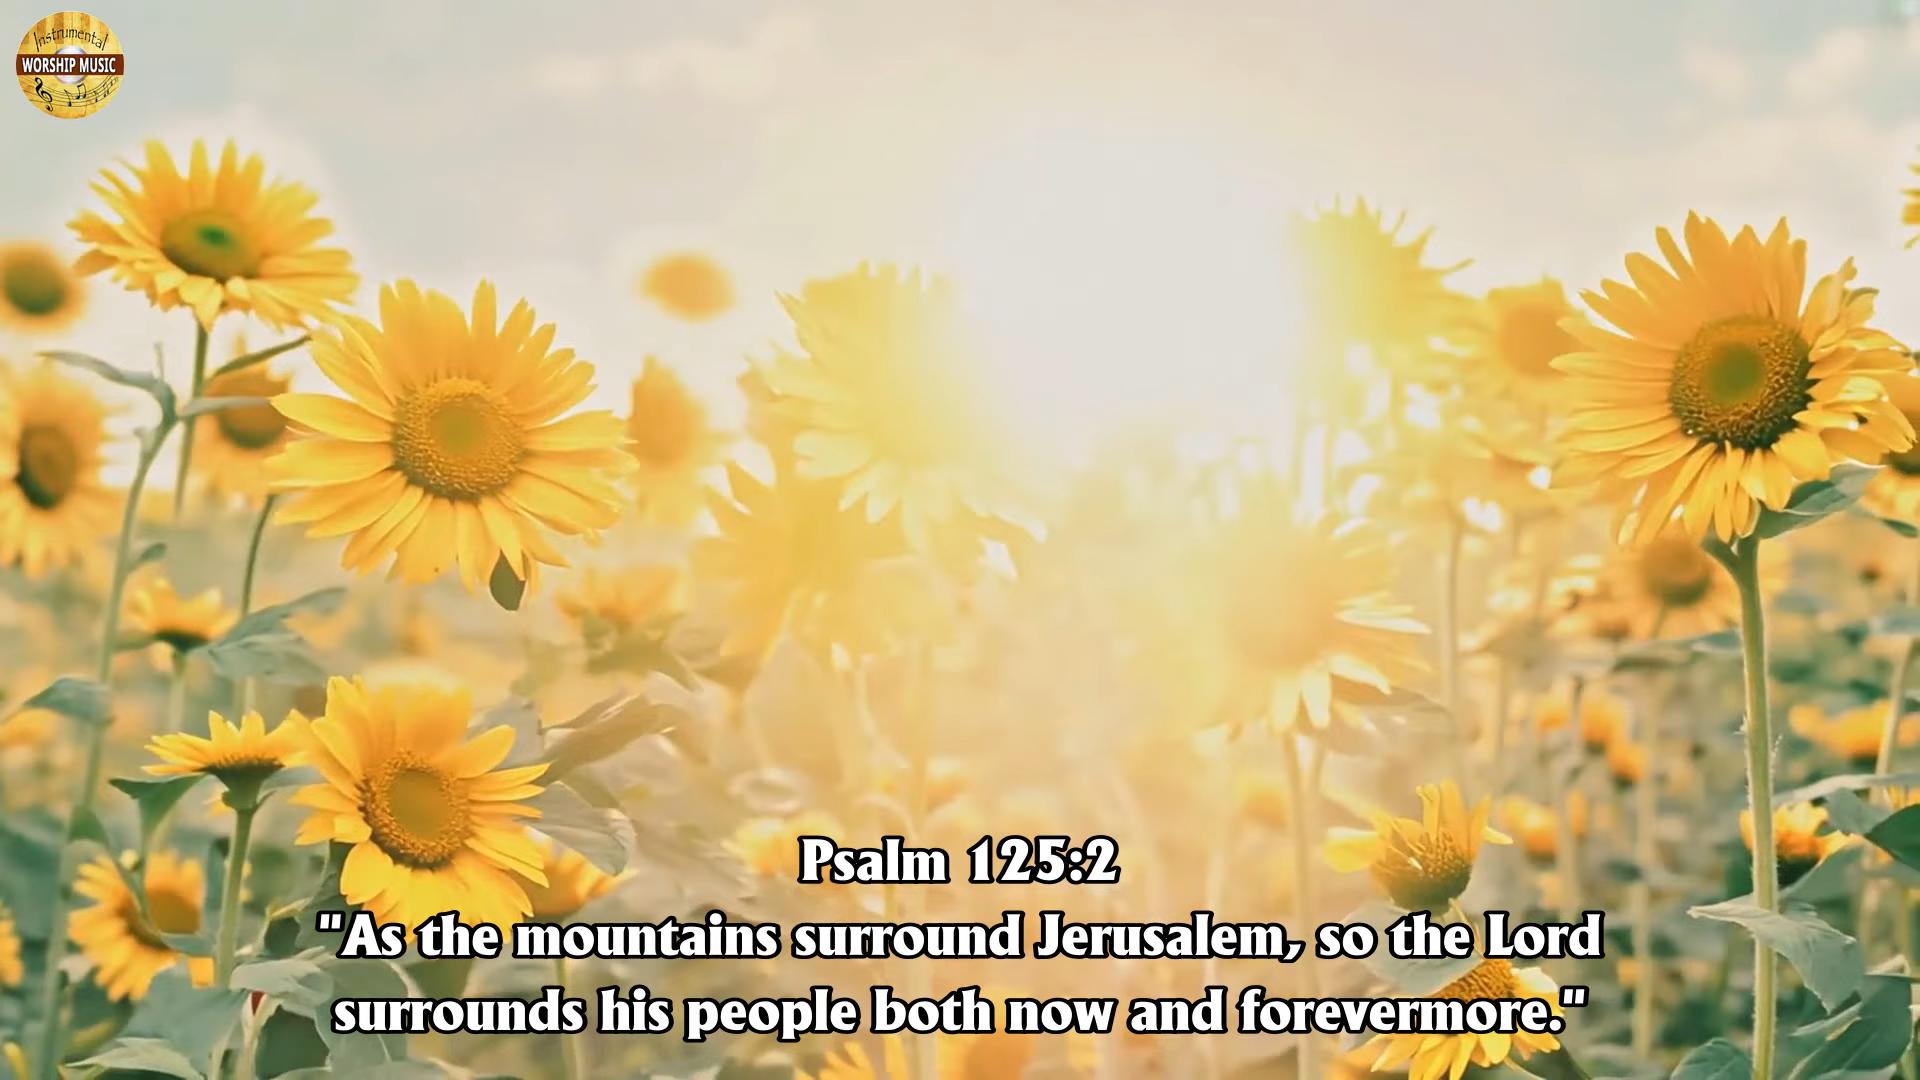 Instrumental
WORSHIP MUSIC
Psalm 125:2
"As the mountains surround Jerusalem, so the Lord
surrounds his people both now and forevermore."